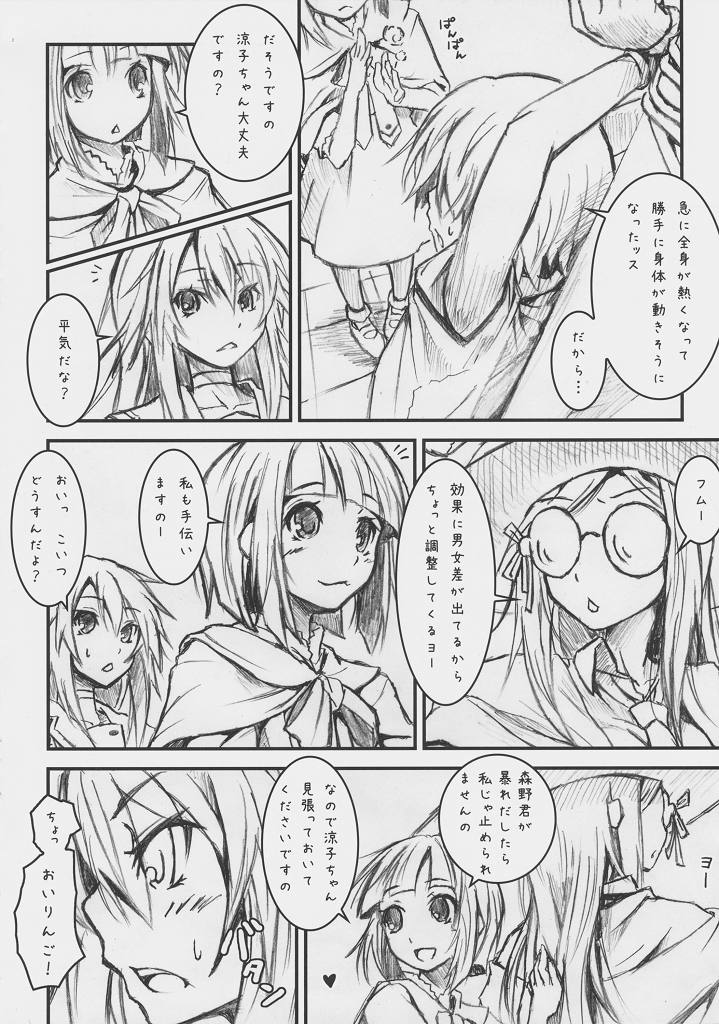 ぱんぱん
急に全身が熱くなって
勝手に身体が動きそうに
なったッス
だから…
だそうですの
涼子ちゃん大丈夫
ですの？
平気だな？
フムー
効果に男女差が出てるから
ちょっと調整してくるヨー
私も手伝い
ますのー
おいっ こいつ
どうすんだよ？
ヨー
森野君が
暴れだしたら
私じゃ止められ
ませんの
なので涼子ちゃん
見張っておいて
くださいですの
♥
バタン
ちょっ
おいりんご！